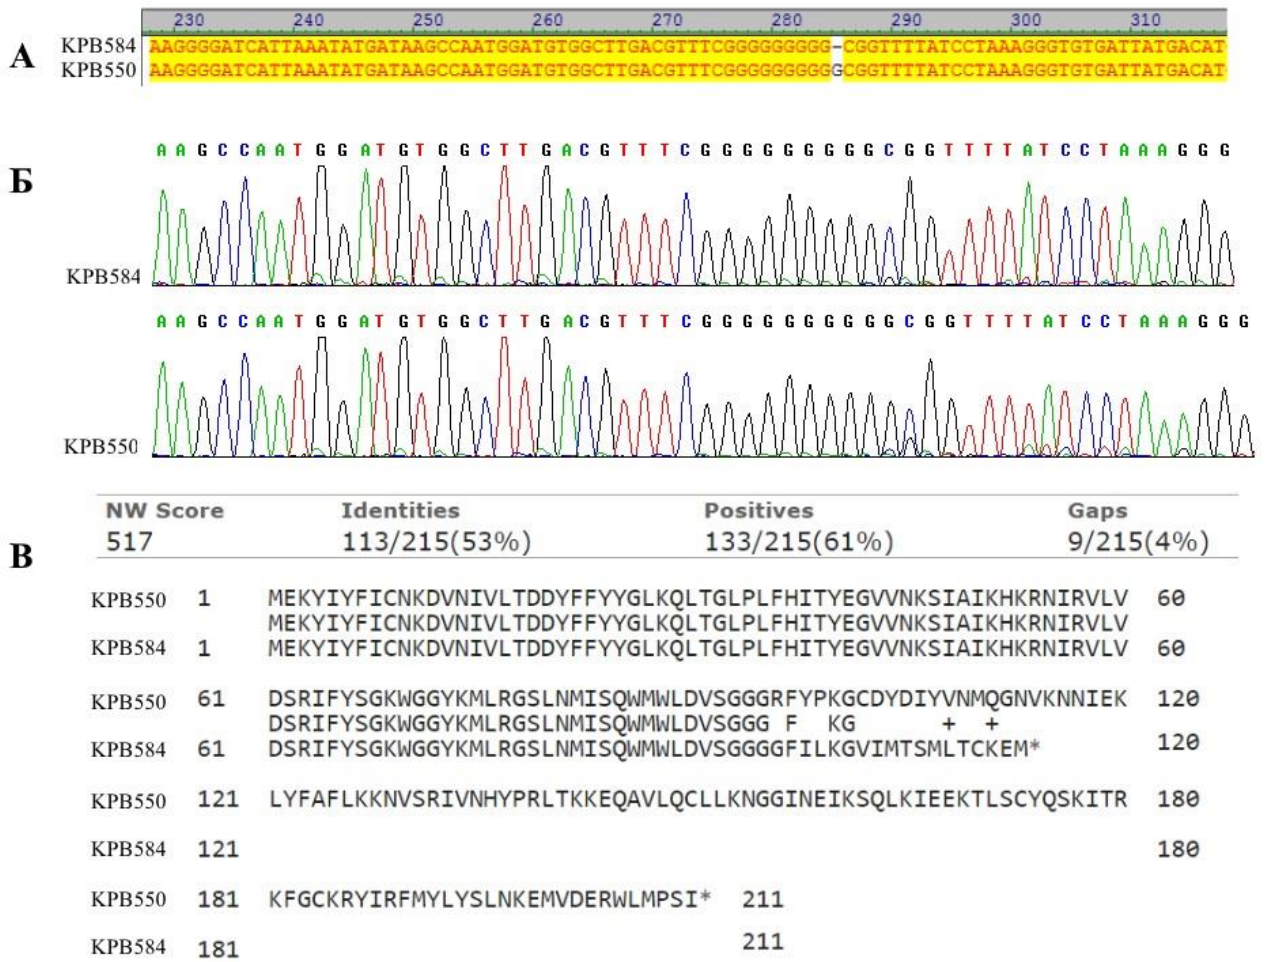 А
230 240 250 260 270 280 290 300 310
KPB584 AAGGGGATCATTAAATATGATAAGCCAATGGATGTGGCTTGACGTTTCGGGGGGGGG-CGGTTTTATCCTAAAGGGTGTGATTATGACAT
KPB550 AAGGGGATCATTAAATATGATAAGCCAATGGATGTGGCTTGACGTTTCGGGGGGGGGGCGGTTTTATCCTAAAGGGTGTGATTATGACAT
Б
A A G C C A A T G G A T G T G G C T T G A C G T T T C G G G G G G G G G C G G T T T T A T C C T A A A G G G
KPB584
A A G C C A A T G G A T G T G G C T T G A C G T T T C G G G G G G G G G G C G G T T T T A T C C T A A A G G G
KPB550
В
NW Score Identities Positives Gaps
517 113/215(53%) 133/215(61%) 9/215(4%)
KPB550 1 MEKYIYFICNKDVNIVLTDDYFFYYGLKQLTGLPLFHITYEGVVNKSIAIKHKRNIRVLV 60
MEKYIYFICNKDVNIVLTDDYFFYYGLKQLTGLPLFHITYEGVVNKSIAIKHKRNIRVLV
KPB584 1 MEKYIYFICNKDVNIVLTDDYFFYYGLKQLTGLPLFHITYEGVVNKSIAIKHKRNIRVLV 60
KPB550 61 DSRIFYSGKWGGYKMLRGSLNMISQWMWLDVSGGGRFYPKGCDYDIYVNMQGNVKNNIEK 120
DSRIFYSGKWGGYKMLRGSLNMISQWMWLDVSGGG F KG + +
KPB584 61 DSRIFYSGKWGGYKMLRGSLNMISQWMWLDVSGGGGFILKGVIMTSMLTCKEM* 120
KPB550 121 LYFAFLKKNVSRIVNHYPRLTKKEQAVLQCLLKNGGINEIKSQLKIEEKTLSCYQSKITR 180
KPB584 121 180
KPB550 181 KFGCKRYIRFMYLYSLNKEMVDERWLMPSI* 211
KPB584 181 211